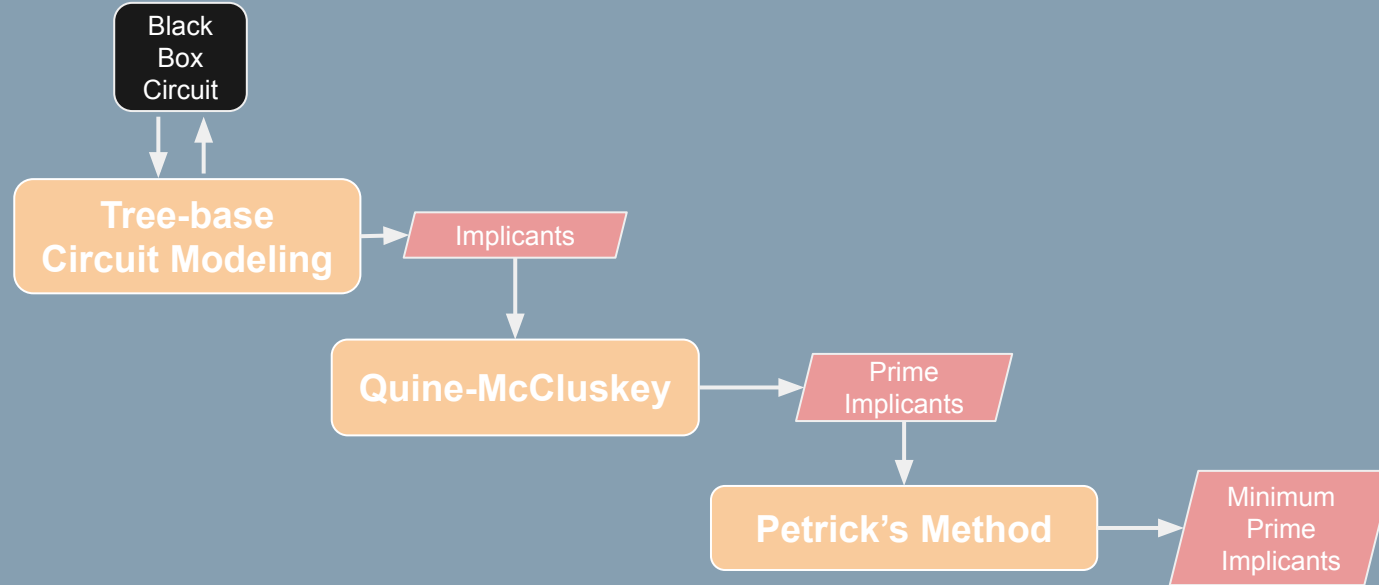 Black
Box
Circuit
Tree-base
Circuit Modeling
Implicants
Quine-McCluskey
Prime
Implicants
Petrick’s Method
Minimum
Prime
Implicants